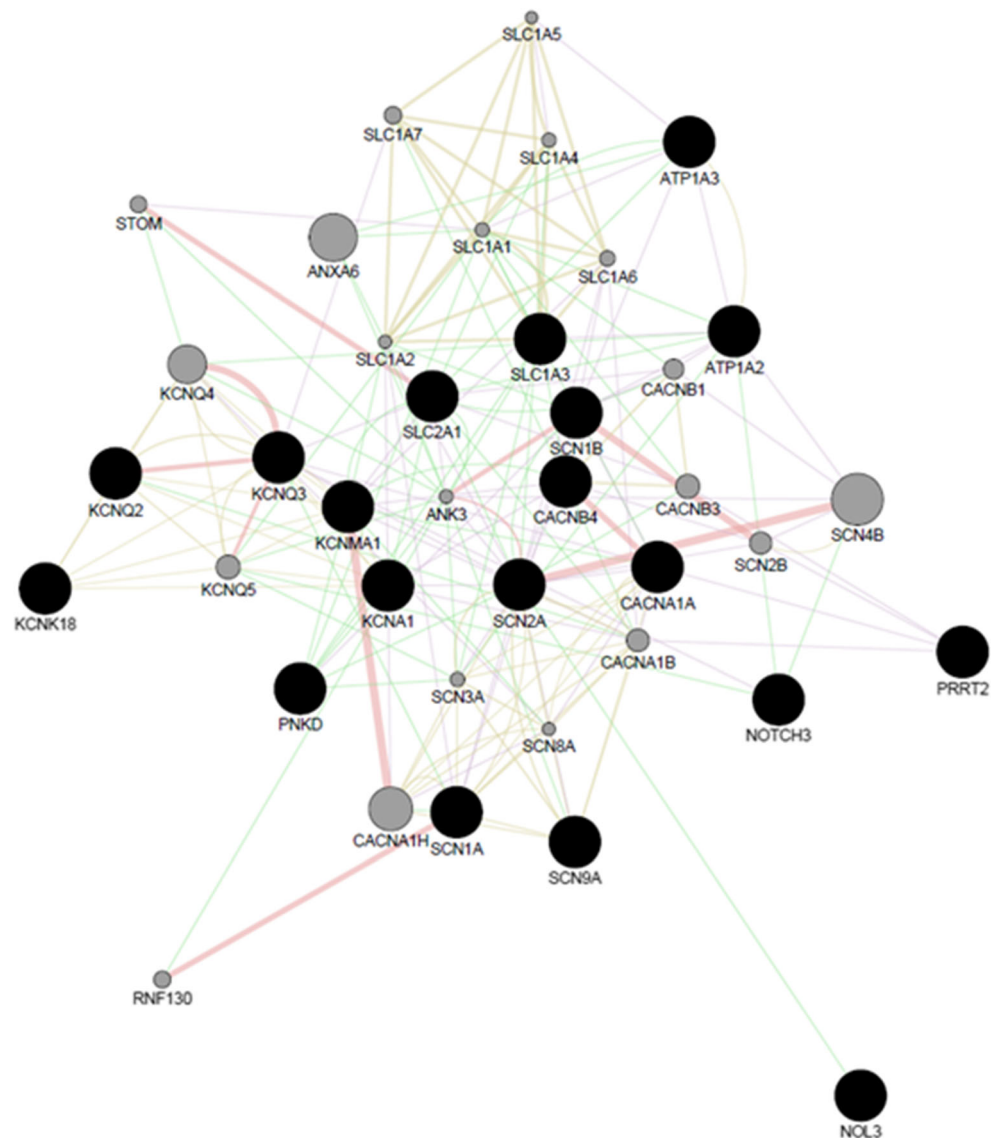 SLC1A5
SLC1A7
SLC1A4
ATP1A3
STOM
SLC1A1
ANXA6
SLC1A6
SLC1A2
SLC1A3
ATP1A2
CACNB1
KCNQ4
SLC2A1
SCN1B
KCNQ3
KCNQ2
ANK3
CACNB4
CACNB3
SCN4B
KCNMA1
SCN2B
KCNQ5
CACNA1A
KCNK18
KCNA1
SCN2A
CACNA1B
PRRT2
SCN3A
PNKD
NOTCH3
SCN8A
CACNA1H
SCN1A
SCN9A
RNF130
NOL3